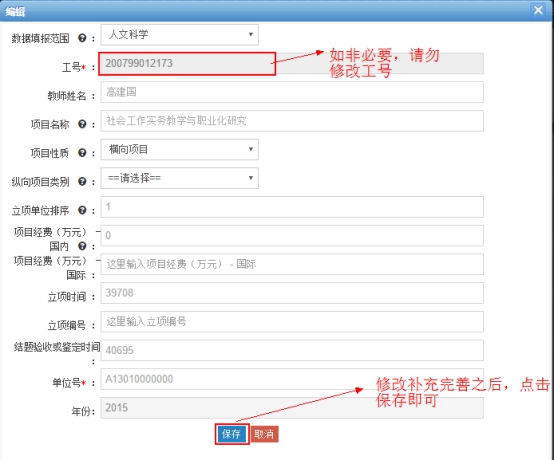 编辑
数据填报范围 ?： 人文科学
工号*： 200799012173
如非必要，请勿
修改工号
教师姓名： 高建国
项目名称 ?： 社会工作实务教学与职业化研究
项目性质 ?： 横向项目
纵向项目类别 ?： ==请选择==
立项单位排序 ?： 1
项目经费（万元）－
国内 ?： 0
项目经费（万元）－
国际： 这里输入项目经费（万元）－国际
立项时间： 39708
立项编号： 这里输入立项编号
结题验收或鉴定时间
： 40695
单位号*： A13010000000
修改补充完善之后，点击
保存即可
年份： 2015
保存 取消